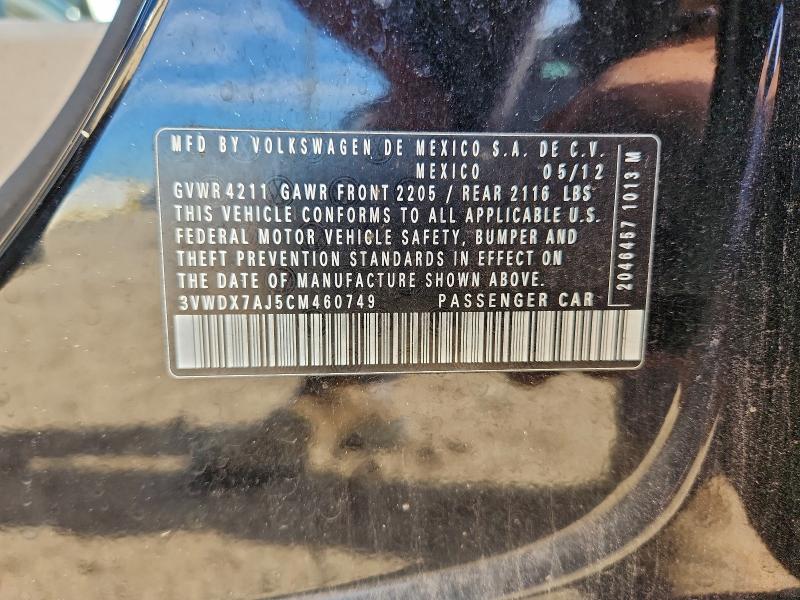 MFD BY VOLKSWAGEN DE MEXICO S.A. DE C.V.
MEXICO 05/12
GVWR 4211 GAWR FRONT 2205 / REAR 2116 LBS
THIS VEHICLE CONFORMS TO ALL APPLICABLE U.S.
FEDERAL MOTOR VEHICLE SAFETY, BUMPER AND
THEFT PREVENTION STANDARDS IN EFFECT ON
THE DATE OF MANUFACTURE SHOWN ABOVE.
3VWDX7AJ5CM460749 PASSENGER CAR
2046467 1013 M